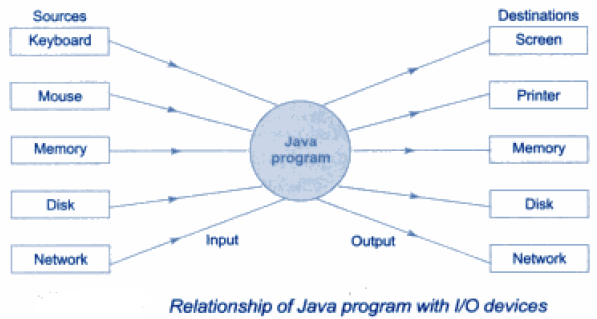 Sources
Destinations
Keyboard
Screen
Mouse
Printer
Java
program
Memory
Memory
Disk
Disk
Input
Output
Network
Network
Relationship of Java program with I/O devices